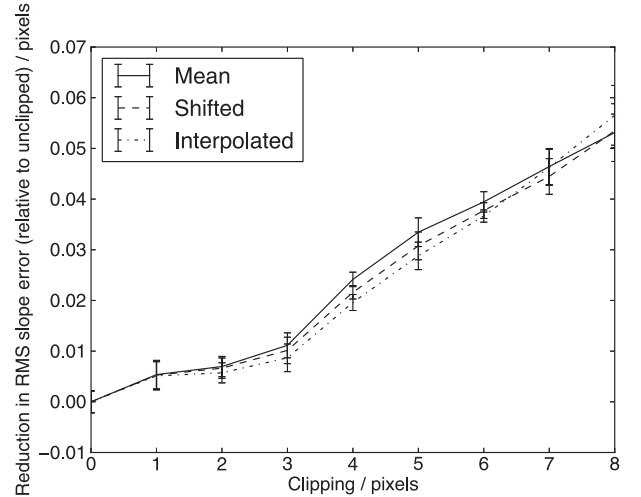 Reduction in RMS slope error (relative to unclipped) / pixels
0.07
0.06
0.05
0.04
0.03
0.02
0.01
0.00
−0.01
Mean
Shifted
Interpolated
0 1 2 3 4 5 6 7 8
Clipping / pixels